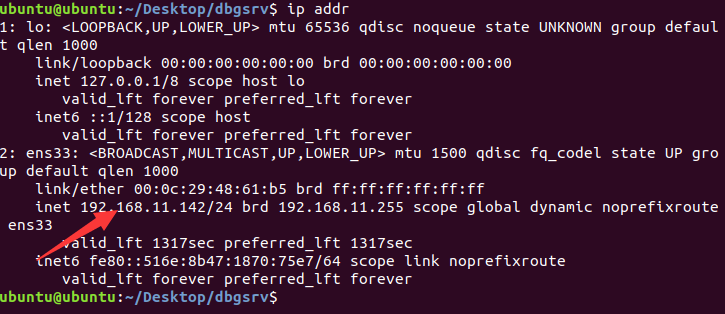 ubuntu@ubuntu:~/Desktop/dbgsrv$ ip addr
1: lo: <LOOPBACK,UP,LOWER_UP> mtu 65536 qdisc noqueue state UNKNOWN group defaul
t qlen 1000
link/loopback 00:00:00:00:00:00 brd 00:00:00:00:00:00
inet 127.0.0.1/8 scope host lo
valid_lft forever preferred_lft forever
inet6 ::1/128 scope host
valid_lft forever preferred_lft forever
2: ens33: <BROADCAST,MULTICAST,UP,LOWER_UP> mtu 1500 qdisc fq_codel state UP gro
up default qlen 1000
link/ether 00:0c:29:48:61:b5 brd ff:ff:ff:ff:ff:ff
inet 192.168.11.142/24 brd 192.168.11.255 scope global dynamic noprefixroute
ens33
valid_lft 1317sec preferred_lft 1317sec
inet6 fe80::516e:8b47:1870:75e7/64 scope link noprefixroute
valid_lft forever preferred_lft forever
ubuntu@ubuntu:~/Desktop/dbgsrv$